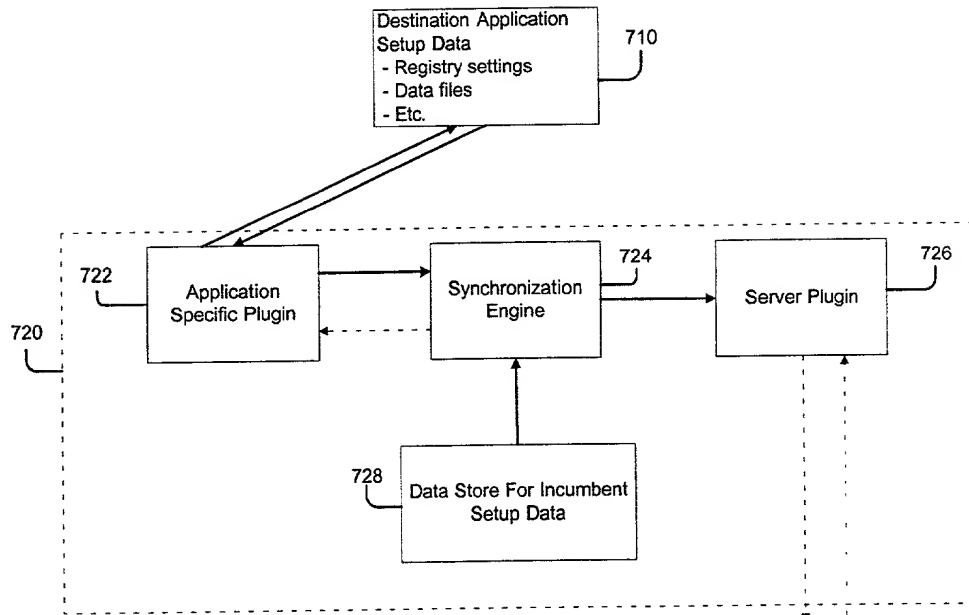 Destination Application
Setup Data
- Registry settings
- Data files
- Etc.
710
722
Application
Specific Plugin
Synchronization
Engine
724
Server Plugin
726
720
728
Data Store For Incumbent
Setup Data